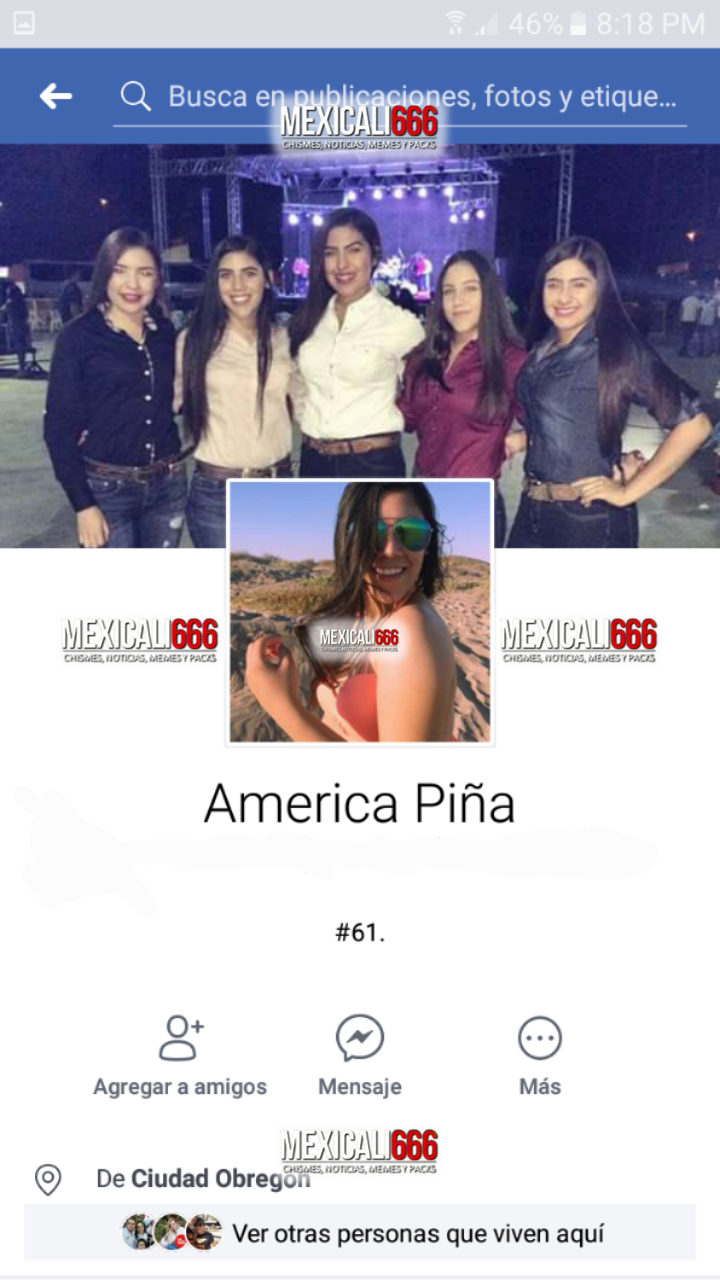 46% 8:18 PM
Busca en publicaciones, fotos y etique...
MEXICALI666
CHISMES, NOTICIAS, MEMES Y PACKS
MEXICALI666
CHISMES, NOTICIAS, MEMES Y PACKS
MEXICALI666
CHISMES, NOTICIAS, MEMES Y PACKS
MEXICALI666
CHISMES, NOTICIAS, MEMES Y PACKS
America Piña
#61.
Agregar a amigos Mensaje Más
MEXICALI666
CHISMES, NOTICIAS, MEMES Y PACKS
De Ciudad Obregón
Ver otras personas que viven aquí